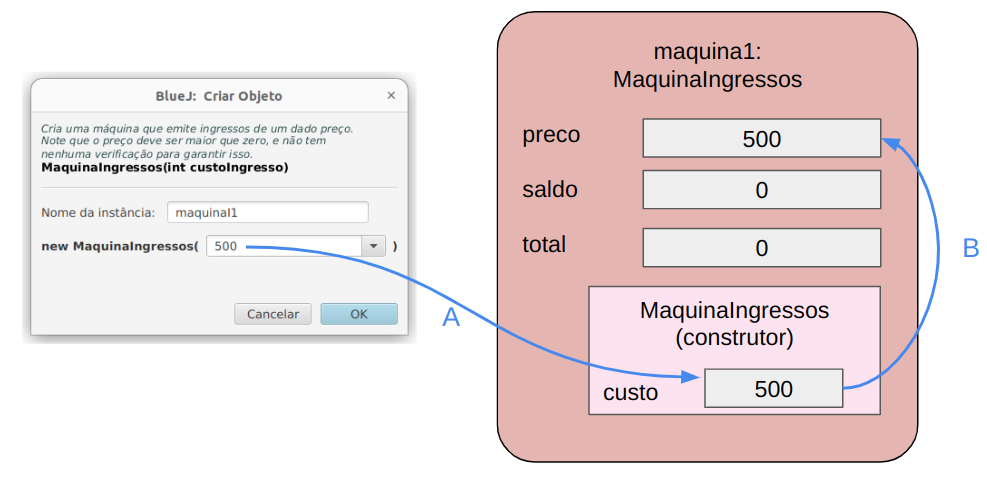 BlueJ: Criar Objeto
×
Cria uma máquina que emite ingressos de um dado preço.
Note que o preço deve ser maior que zero, e não tem
nenhuma verificação para garantir isso.
MaquinaIngressos(int custoIngresso)
Nome da instância: maquinaI1
new MaquinaIngressos( 500 )
Cancelar OK
A
maquina1:
MaquinaIngressos
preco 500
saldo 0
total 0
B
MaquinaIngressos
(construtor)
custo 500